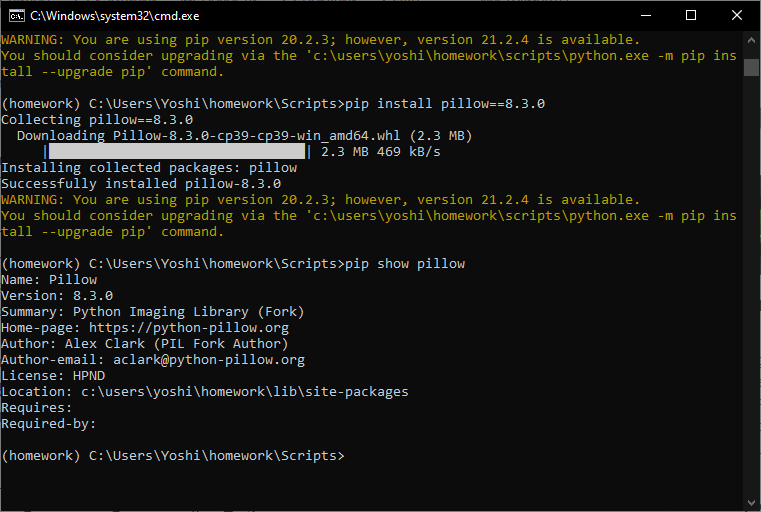 C:\Windows\system32\cmd.exe
WARNING: You are using pip version 20.2.3; however, version 21.2.4 is available.
You should consider upgrading via the 'c:\users\yoshi\homework\scripts\python.exe -m pip ins
tall --upgrade pip' command.
(homework) C:\Users\Yoshi\homework\Scripts>pip install pillow==8.3.0
Collecting pillow==8.3.0
  Downloading Pillow-8.3.0-cp39-cp39-win_amd64.whl (2.3 MB)
     |████████████████████████████████| 2.3 MB 469 kB/s
Installing collected packages: pillow
Successfully installed pillow-8.3.0
WARNING: You are using pip version 20.2.3; however, version 21.2.4 is available.
You should consider upgrading via the 'c:\users\yoshi\homework\scripts\python.exe -m pip ins
tall --upgrade pip' command.
(homework) C:\Users\Yoshi\homework\Scripts>pip show pillow
Name: Pillow
Version: 8.3.0
Summary: Python Imaging Library (Fork)
Home-page: https://python-pillow.org
Author: Alex Clark (PIL Fork Author)
Author-email: aclark@python-pillow.org
License: HPND
Location: c:\users\yoshi\homework\lib\site-packages
Requires:
Required-by:
(homework) C:\Users\Yoshi\homework\Scripts>